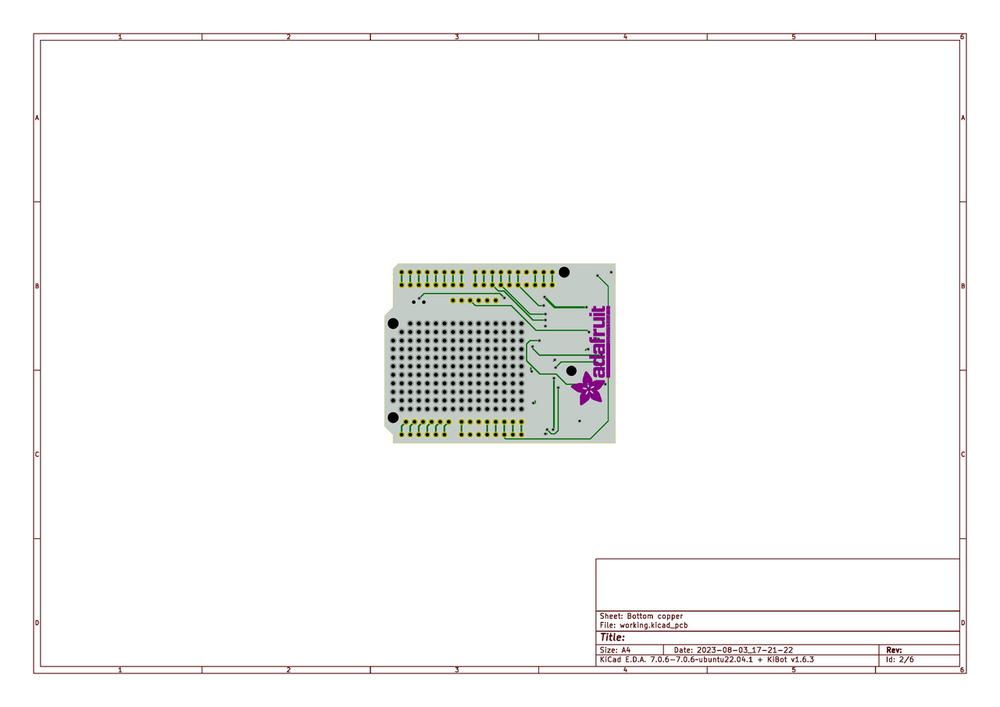 1 2 3 4 5 6
A A
B B
adafruit
C C
D D
Sheet: Bottom copper
File: working.kicad_pcb
Title:
Size: A4 Date: 2023-08-03_17-21-22 Rev:
KiCad E.D.A. 7.0.6-7.0.6-ubuntu22.04.1 + KiBot v1.6.3 Id: 2/6
1 2 3 4 5 6